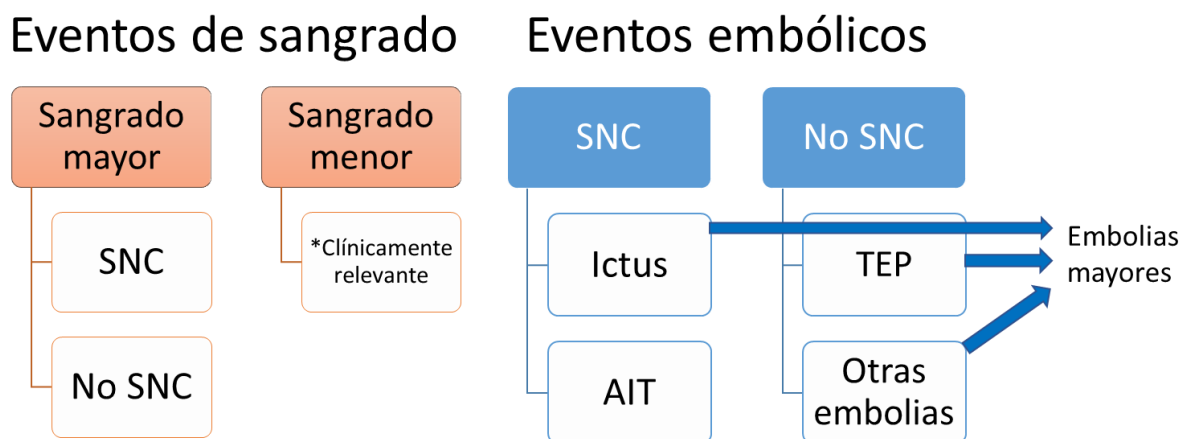 Eventos de sangrado
Sangrado
mayor
SNC
No SNC
Sangrado
menor
*Clínicamente
relevante
Eventos embólicos
SNC
Ictus
AIT
No SNC
TEP
Otras
embolias
Embolias
mayores